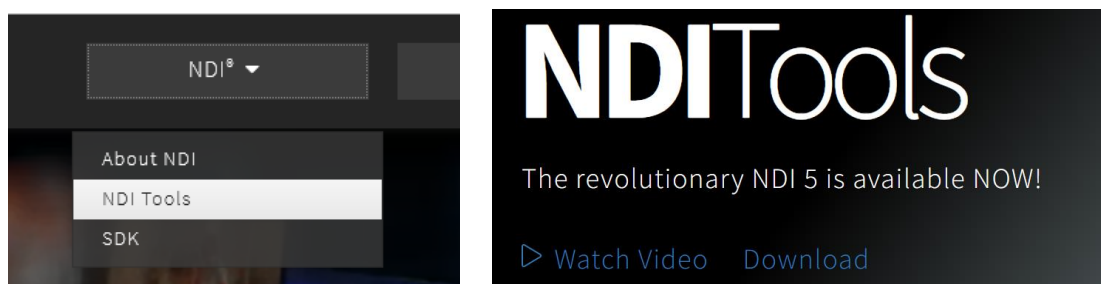 NDI®
About NDI
NDI Tools
SDK
NDITools
The revolutionary NDI 5 is available NOW!
Watch Video Download